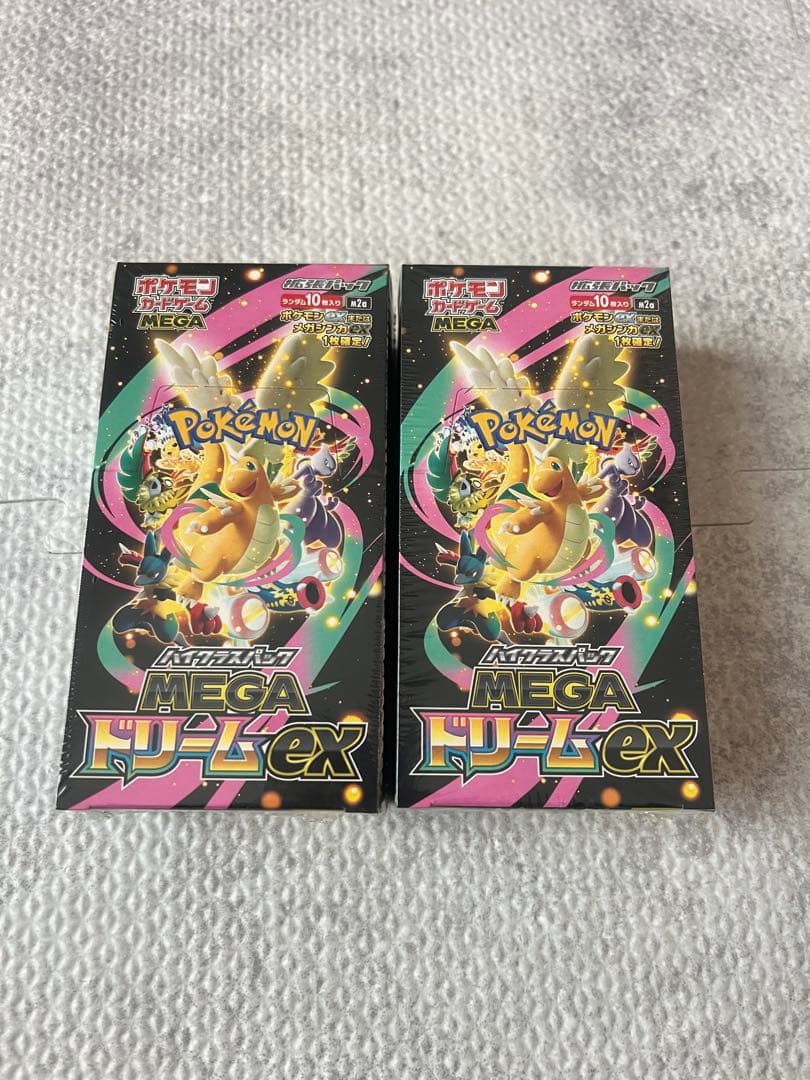 ポケモン
カードゲーム
MEGA
拡張パック
ランダム10枚入り
M2a
ポケモンexまたは
メガシンカex
1枚確定!
POKÉMON
ハイクラスパック
MEGA
ドリームex
ポケモン
カードゲーム
MEGA
拡張パック
ランダム10枚入り
M2a
ポケモンexまたは
メガシンカex
1枚確定!
POKÉMON
ハイクラスパック
MEGA
ドリームex